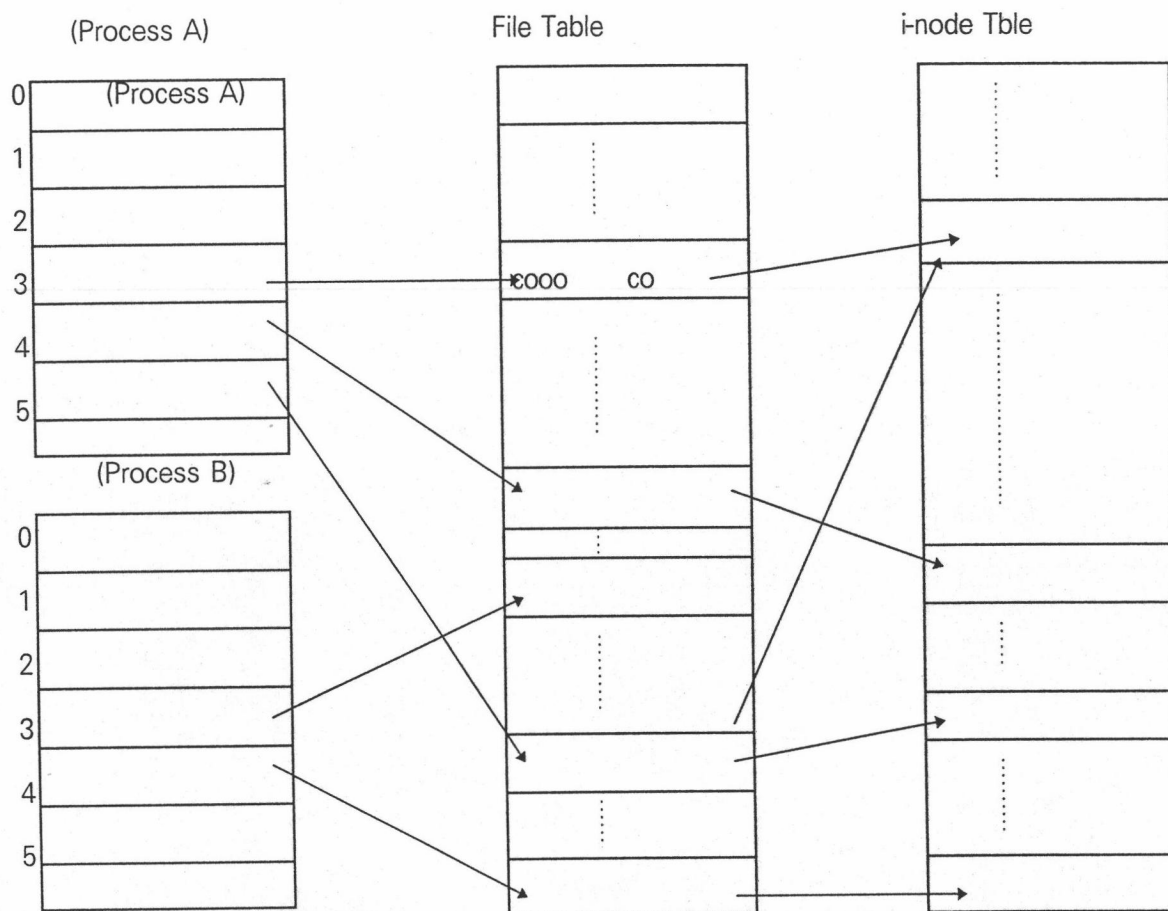 (Process A)
File Table
i-node Tble
(Process A)
0
1
2
3
4
5
cooo co
(Process B)
0
1
2
3
4
5